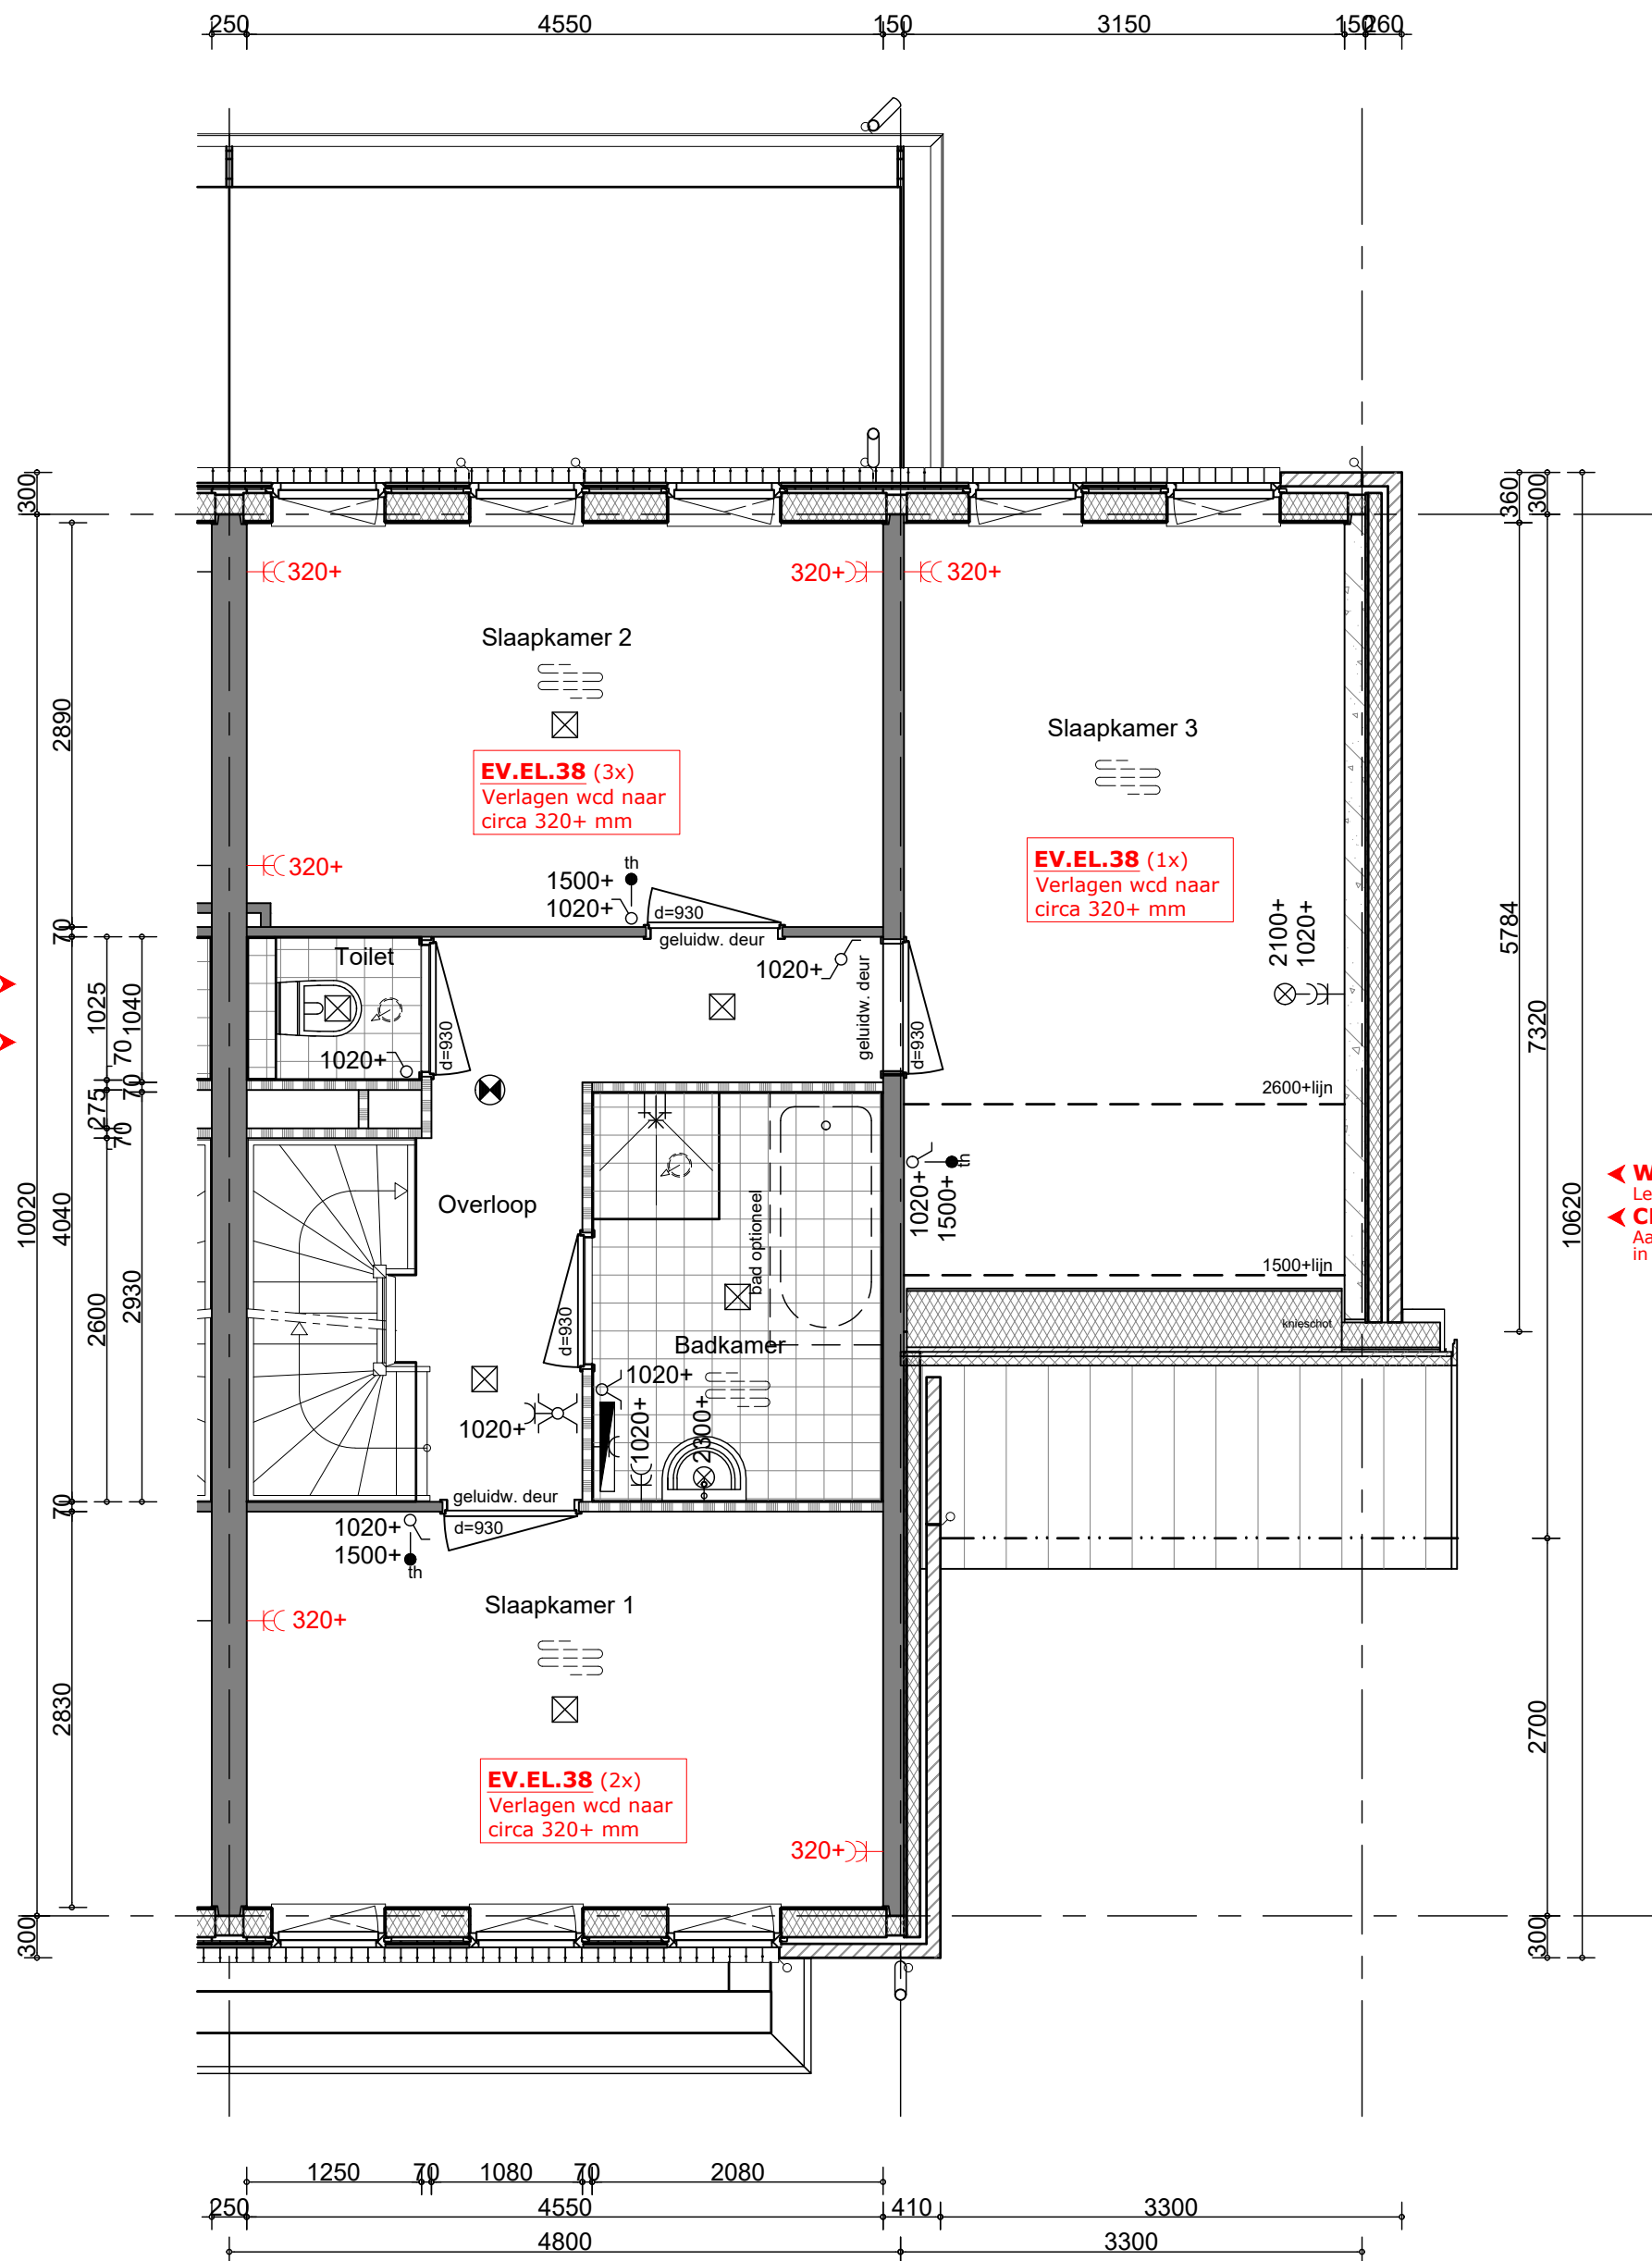 250 4550 150 3150 150 260
300 360 300
320+ 320+ 320+
Slaapkamer 2
Slaapkamer 3
2890
EV.EL.38 (3x)
Verlagen wcd naar
circa 320+ mm
EV.EL.38 (1x)
Verlagen wcd naar
circa 320+ mm
320+
th
1500+
1020+
d=930
geluidw. deur
2100+
1020+
5784
70
Toilet
1020+
geluidw. deur
d=930
d=930
1020+
1025
1040
70
70
275
70
7320
2600+lijn
10020
4040
Overloop
bad optioneel
1020+
1500+
th
10620
W
Le
C
Aa
in
1500+lijn
2600
2930
d=930
Badkamer
knieschot
1020+
1020+
1020+
2300+
70
geluidw. deur
d=930
1020+
1500+
th
Slaapkamer 1
320+
2830
2700
EV.EL.38 (2x)
Verlagen wcd naar
circa 320+ mm
320+
300 300
1250 70 1080 70 2080
250 4550 410 3300
4800 3300